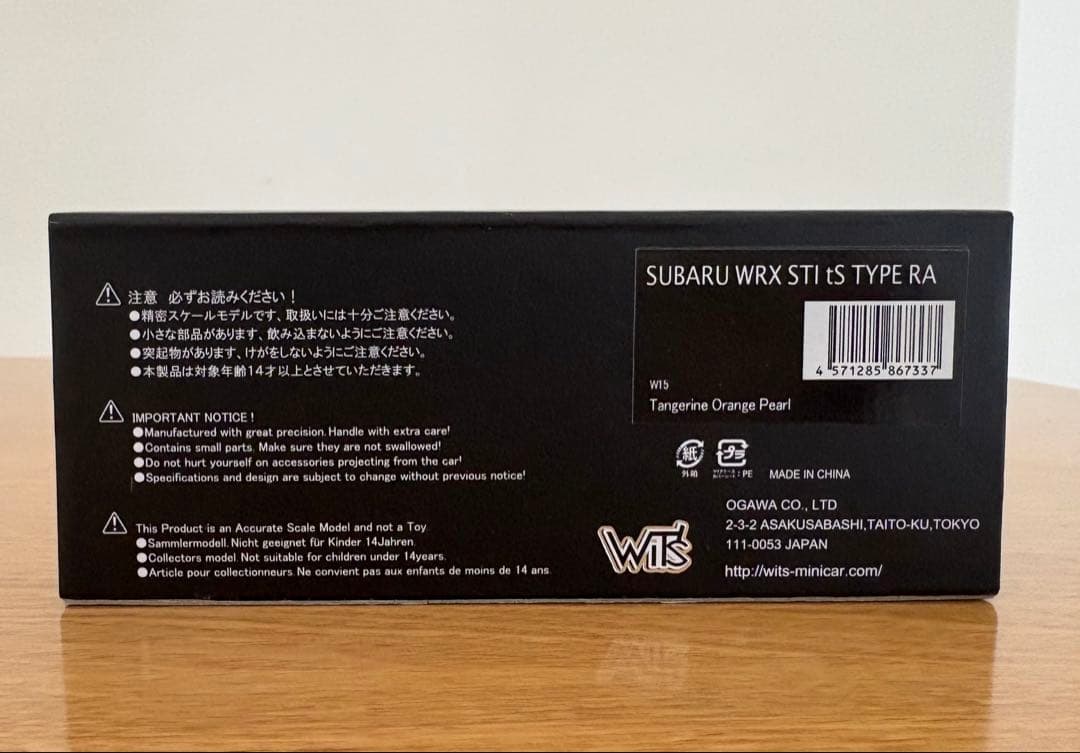 注意 必ずお読みください！
●精密スケールモデルです、取扱いには十分ご注意ください。
●小さな部品があります、飲み込まないようにご注意ください。
●突起物があります、けがをしないようにご注意ください。
●本製品は対象年齢14才以上とさせていただきます。
IMPORTANT NOTICE!
●Manufactured with great precision. Handle with extra care!
●Contains small parts. Make sure they are not swallowed!
●Do not hurt yourself on accessories projecting from the car!
●Specifications and design are subject to change without previous notice!
This Product is an Accurate Scale Model and not a Toy
●Sammlermodell. Nicht geeignet für Kinder 14Jahren.
●Collectors model. Not suitable for children under 14years.
●Article pour collectionneurs. Ne convient pas aux enfants de moins de 14 ans.
SUBARU WRX STI tS TYPE RA
4 571285 867337
W15
Tangerine Orange Pearl
紙
外箱
プラ
: PE
MADE IN CHINA
WiT's
OGAWA CO., LTD
2-3-2 ASAKUSABASHI,TAITO-KU,TOKYO
111-0053 JAPAN
http://wits-minicar.com/